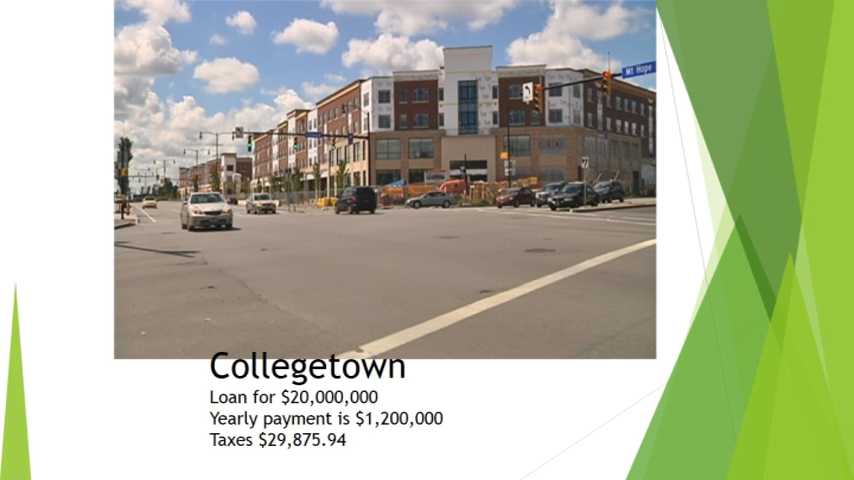 Mt Hope
Collegetown
Loan for $20,000,000
Yearly payment is $1,200,000
Taxes $29,875.94